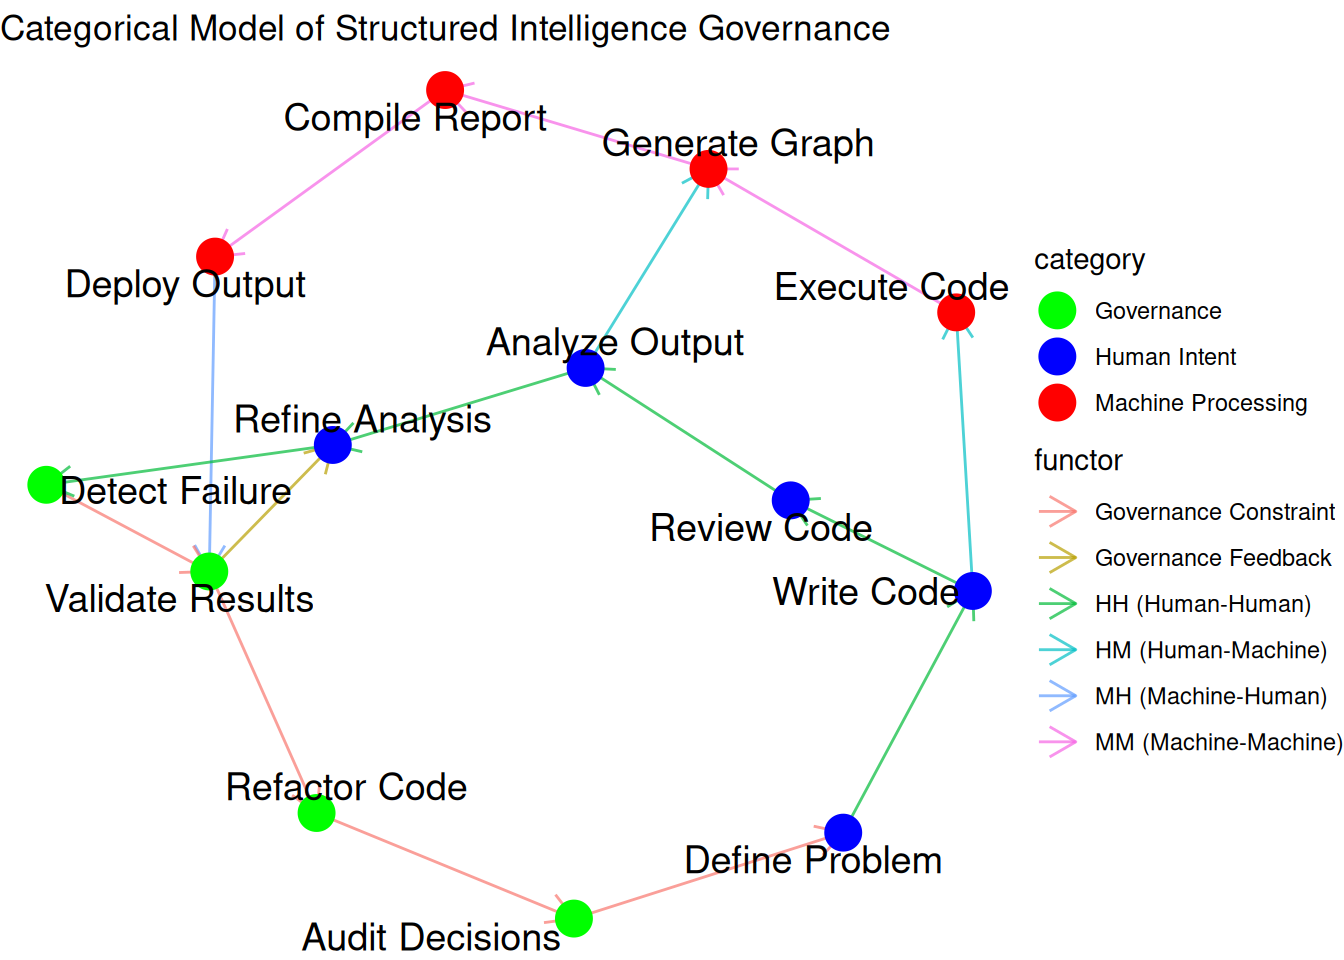 Categorical Model of Structured Intelligence Governance
Compile Report
Generate Graph
Deploy Output
Execute Code
Analyze Output
Refine Analysis
Detect Failure
Review Code
Validate Results
Write Code
Refactor Code
Define Problem
Audit Decisions
category
Governance
Human Intent
Machine Processing
functor
Governance Constraint
Governance Feedback
HH (Human-Human)
HM (Human-Machine)
MH (Machine-Human)
MM (Machine-Machine)